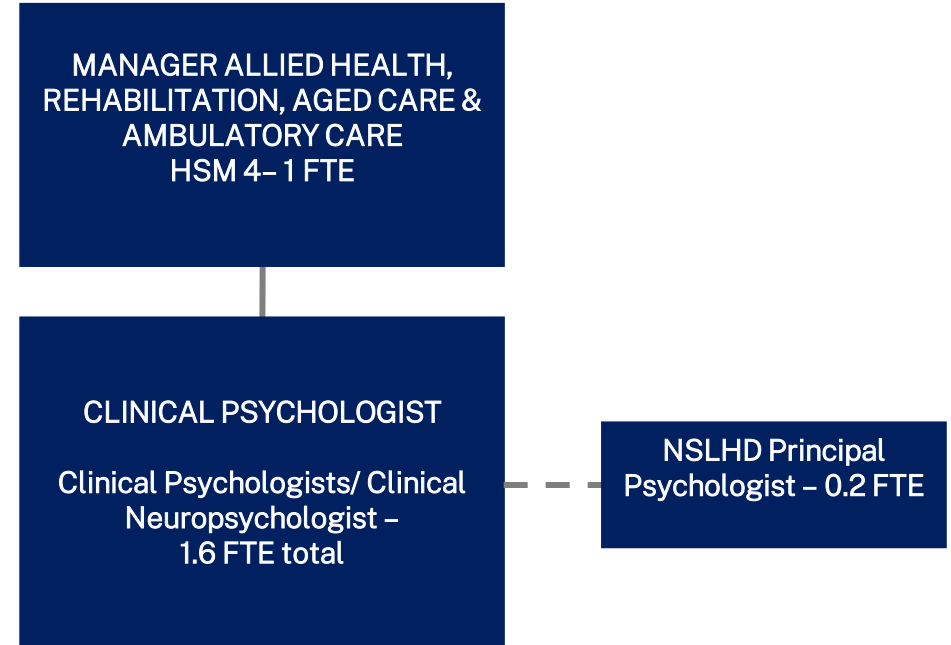 MANAGER ALLIED HEALTH,
REHABILITATION, AGED CARE &
AMBULATORY CARE
HSM 4– 1 FTE
CLINICAL PSYCHOLOGIST
Clinical Psychologists/ Clinical
Neuropsychologist –
1.6 FTE total
NSLHD Principal
Psychologist – 0.2 FTE